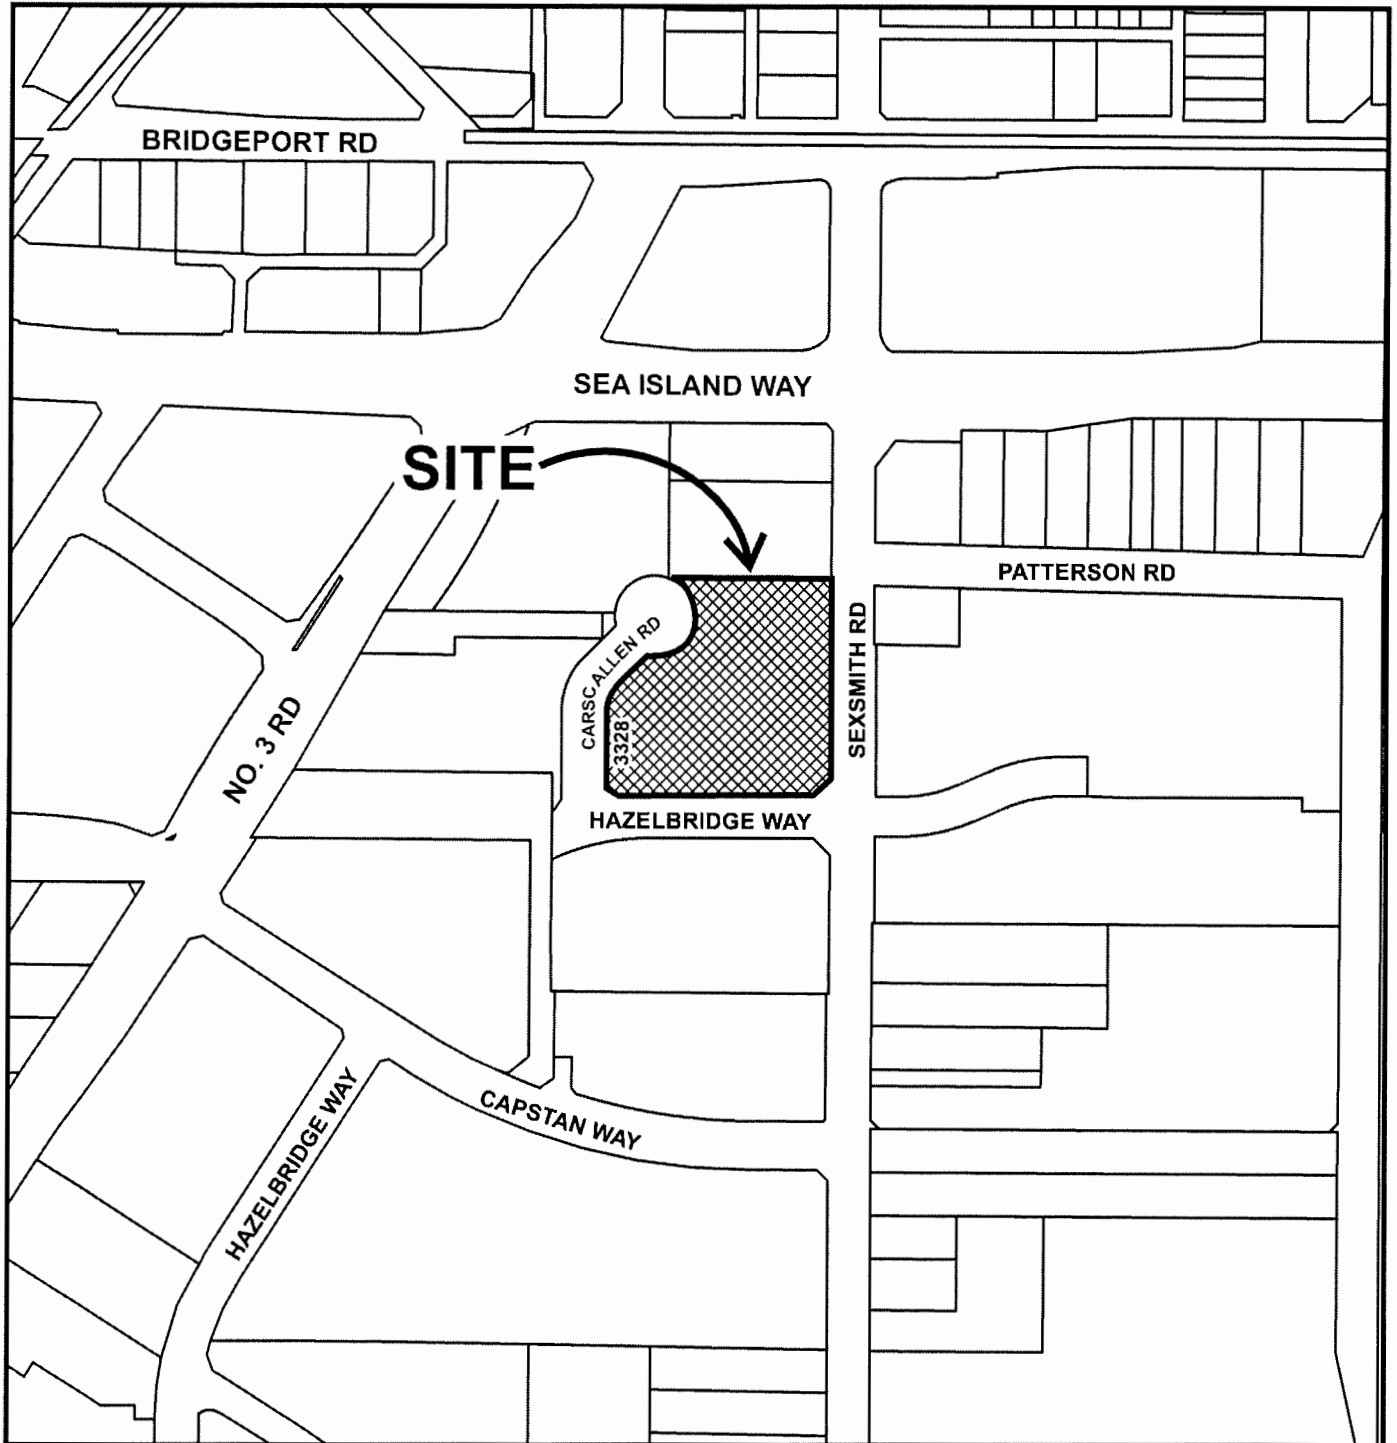 BRIDGEPORT RD
SEA ISLAND WAY
SITE
PATTERSON RD
CARSCALLEN RD
SEXSMITH RD
3328
NO. 3 RD
HAZELBRIDGE WAY
CAPSTAN WAY
HAZELBRIDGE WAY